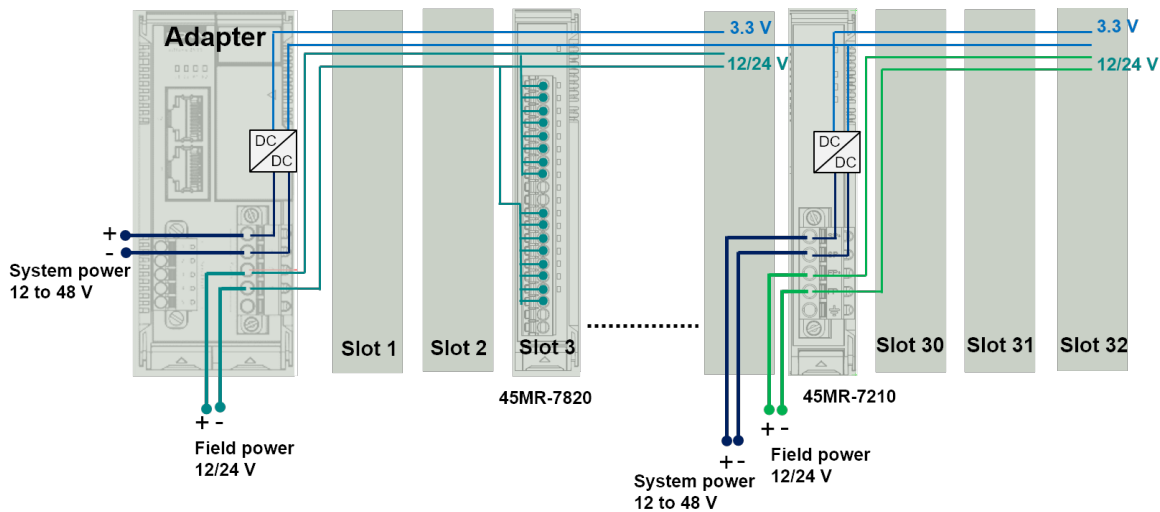 Adapter
3.3 V
12/24 V
3.3 V
12/24 V
DC
DC
DC
DC
+
-
System power
12 to 48 V
Slot 1
Slot 2
Slot 3
Slot 30
Slot 31
Slot 32
45MR-7820
45MR-7210
+ -
Field power
12/24 V
+ -
Field power
12/24 V
+ -
System power
12 to 48 V